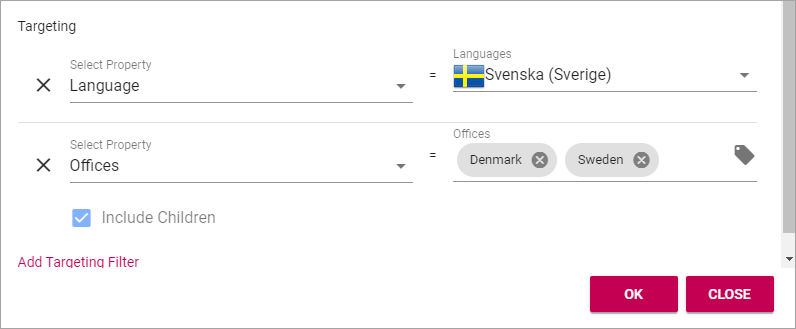 Targeting
Select Property
Language
=
Languages
Svenska (Sverige)
Select Property
Offices
=
Offices
Denmark
Sweden
Include Children
Add Targeting Filter
OK
CLOSE